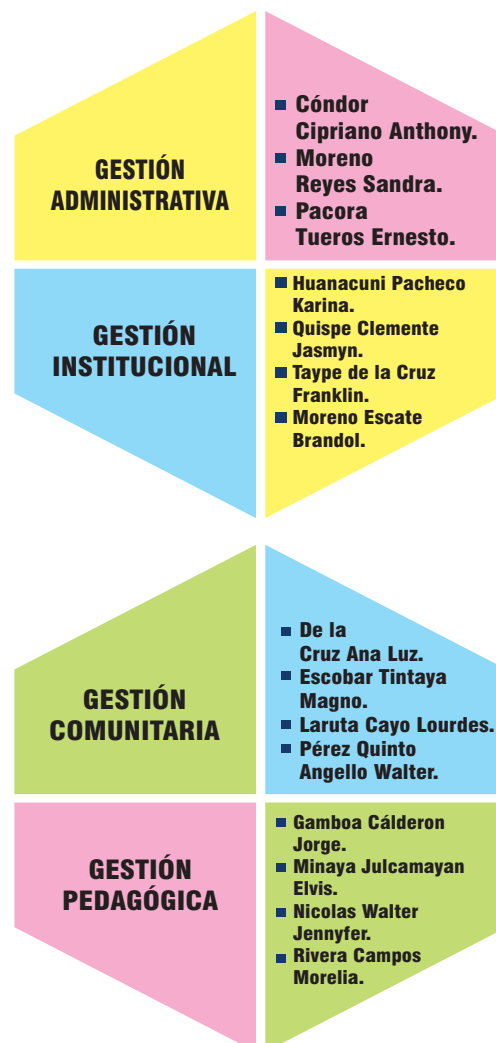 GESTIÓN
ADMINISTRATIVA
Cóndor
Cipriano Anthony.
Moreno
Reyes Sandra.
Pacora
Tueros Ernesto.
GESTIÓN
INSTITUCIONAL
Huanacuni Pacheco
Karina.
Quispe Clemente
Jasmyn.
Taype de la Cruz
Franklin.
Moreno Escate
Brandol.
GESTIÓN
COMUNITARIA
De la
Cruz Ana Luz.
Escobar Tintaya
Magno.
Laruta Cayo Lourdes.
Pérez Quinto
Angello Walter.
GESTIÓN
PEDAGÓGICA
Gamboa Cálderon
Jorge.
Minaya Julcamayan
Elvis.
Nicolas Walter
Jennyfer.
Rivera Campos
Morelia.